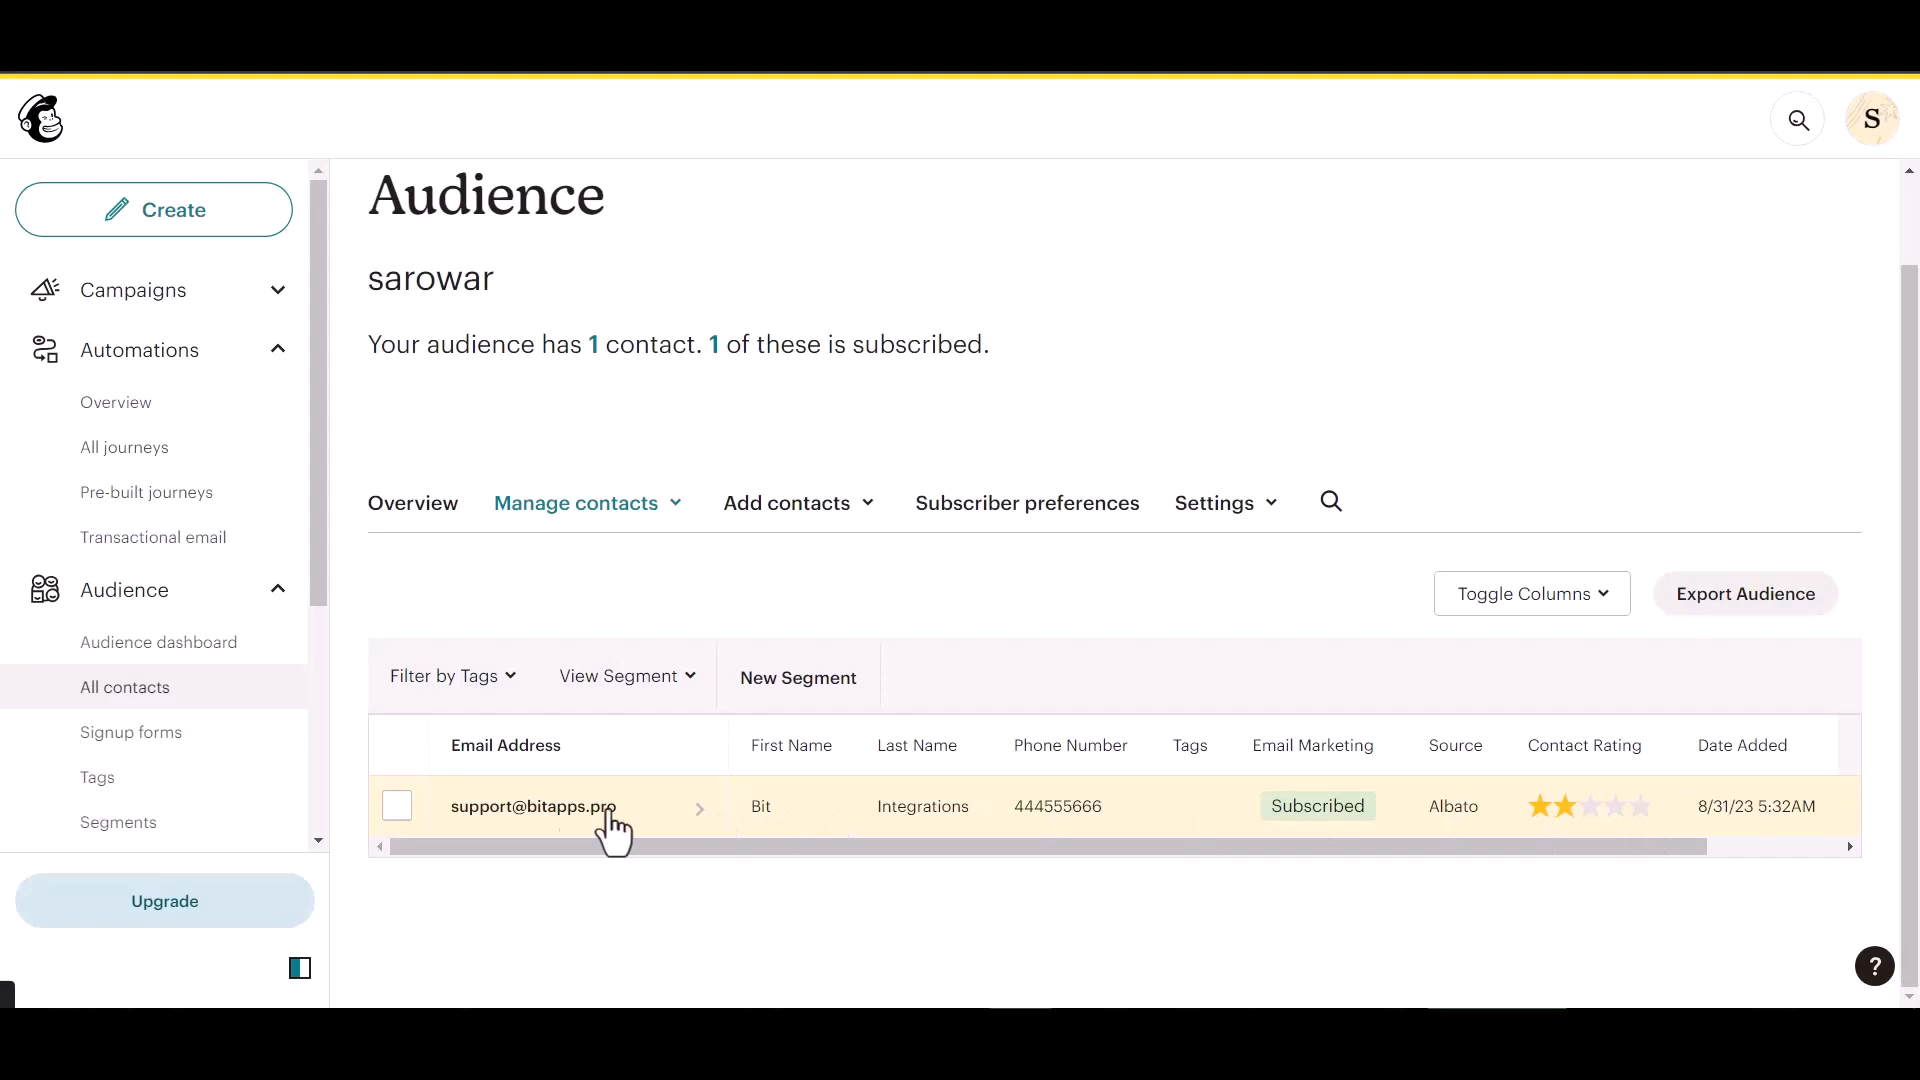 S
Create
Campaigns
Automations
Overview
All journeys
Pre-built journeys
Transactional email
Audience
Audience dashboard
All contacts
Signup forms
Tags
Segments
Upgrade
Audience
sarowar
Your audience has 1 contact. 1 of these is subscribed.
Overview Manage contacts Add contacts Subscriber preferences Settings
Toggle Columns Export Audience
Filter by Tags View Segment New Segment
Email Address First Name Last Name Phone Number Tags Email Marketing Source Contact Rating Date Added
support@bitapps.pro Bit Integrations 444555666 Subscribed Albato 8/31/23 5:32AM
?